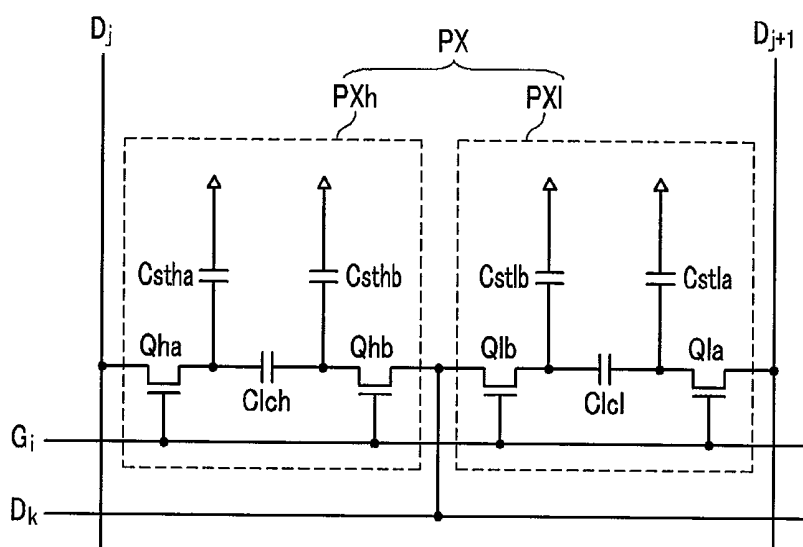 Dj
PX
Dj+1
PXh
PXl
Cstha
Csthb
Cstlb
Cstla
Qha
Qhb
Qlb
Qla
Clch
Clcl
Gi
Dk